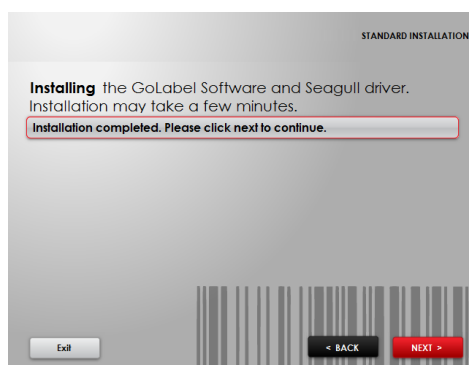 STANDARD INSTALLATION
Installing the GoLabel Software and Seagull driver.
Installation may take a few minutes.
Installation completed. Please click next to continue.
Exit
< BACK
NEXT >